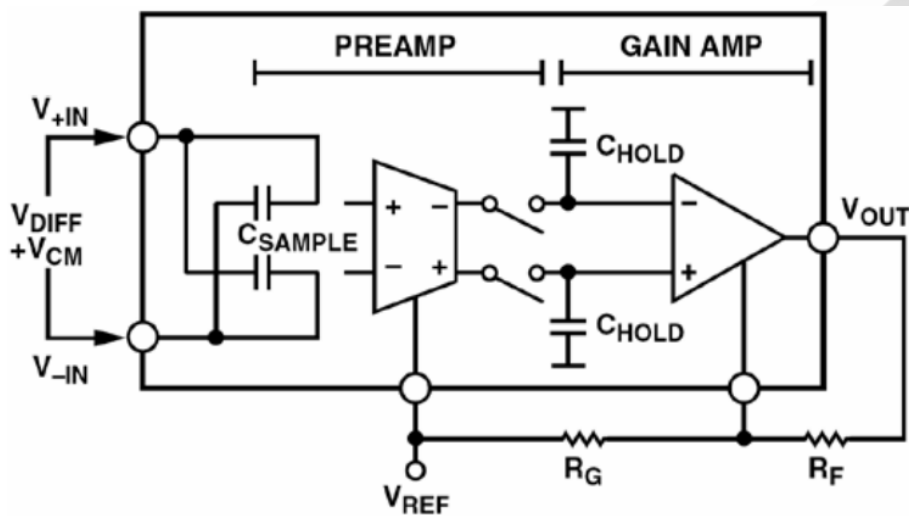 PREAMP
GAIN AMP
V+IN
CHOLD
VDIFF
+VCM
CSAMPLE
+
−
−
+
−
+
VOUT
CHOLD
V–IN
RG
RF
VREF